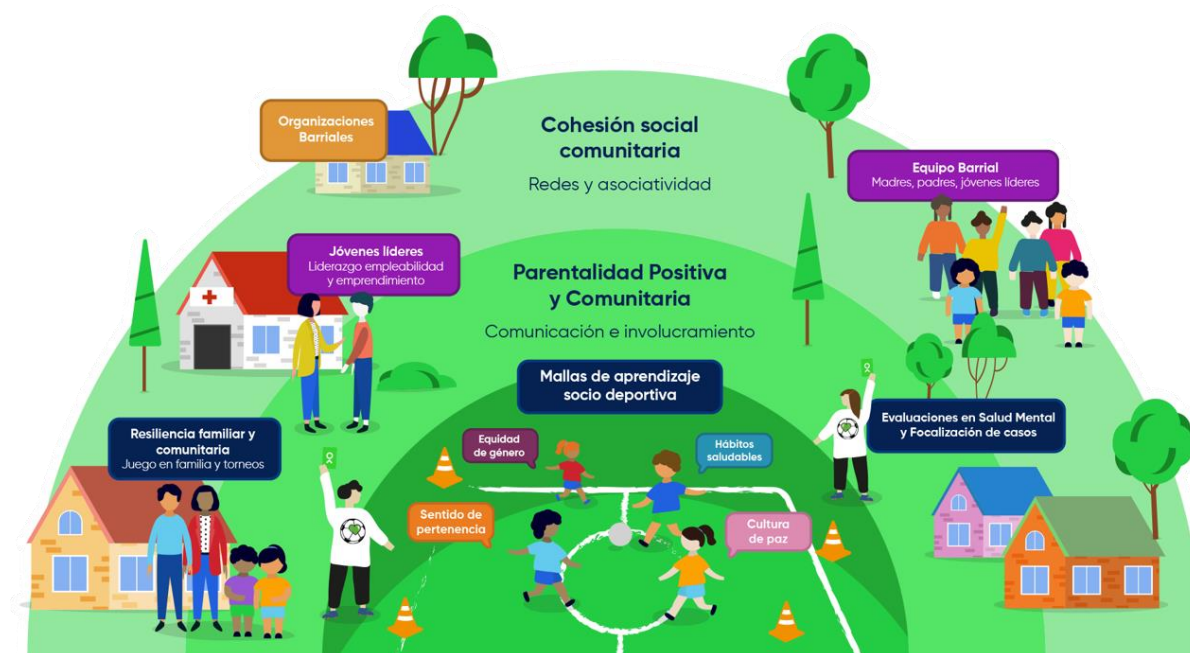 Organizaciones
Barriales
Cohesión social
comunitaria
Redes y asociatividad
Equipo Barrial
Madres, padres, jóvenes líderes
Jóvenes líderes
Liderazgo empleabilidad
y emprendimiento
Parentalidad Positiva
y Comunitaria
Comunicación e involucramiento
Mallas de aprendizaje
socio deportiva
Evaluaciones en Salud Mental
y Focalización de casos
Resiliencia familiar y
comunitaria
Juego en familia y torneos
Equidad
de género
Hábitos
saludables
Sentido de
pertenencia
Cultura
de paz